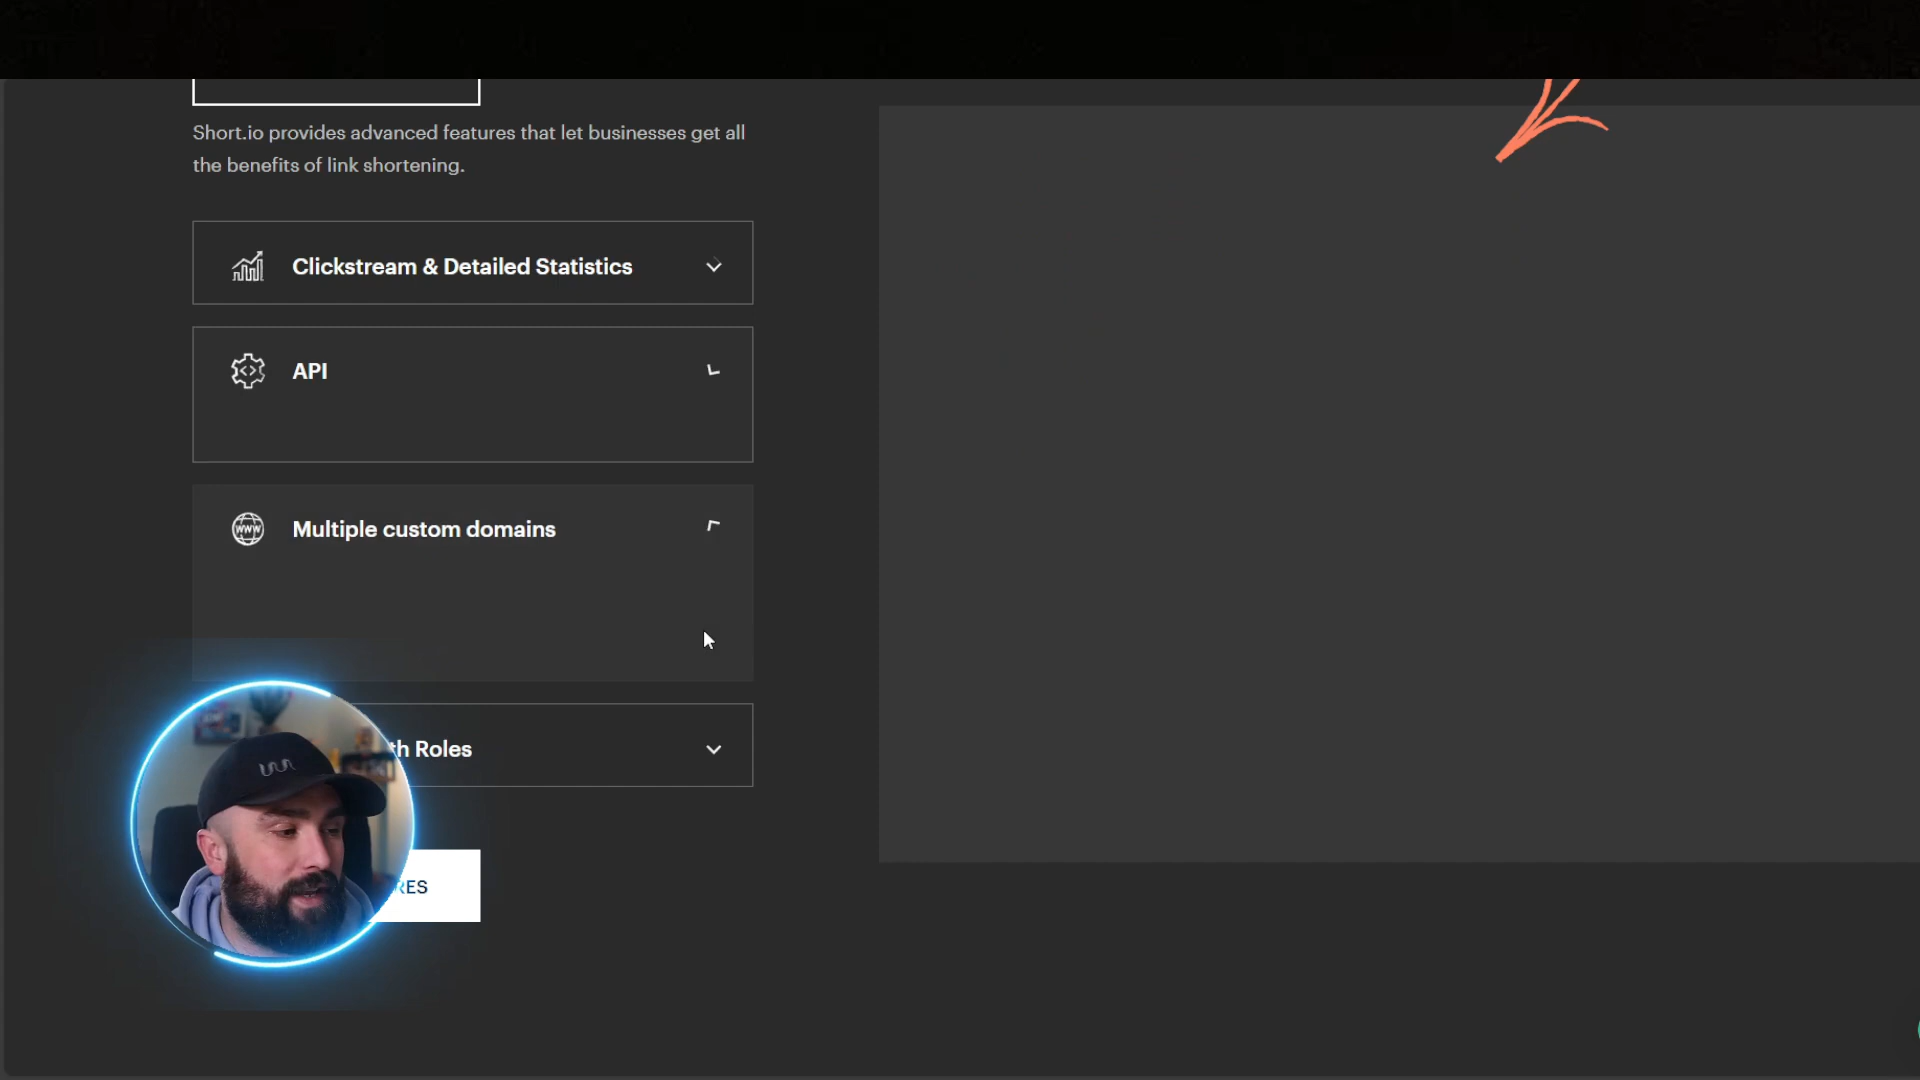 Short.io provides advanced features that let businesses get all
the benefits of link shortening.
Clickstream & Detailed Statistics
API
WWW
Multiple custom domains
Roles